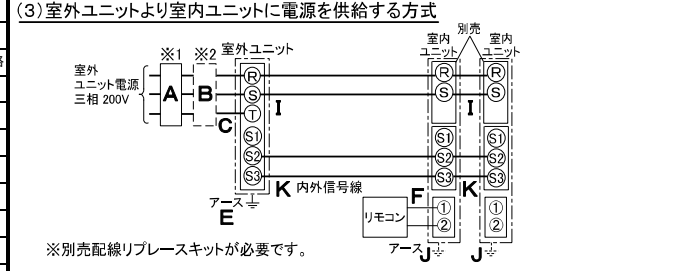 (3)室外ユニットより室内ユニットに電源を供給する方式
別売
※1 ※2 室外ユニット 室内ユニット 室内ユニット
室外ユニット電源 三相 200V
A B C
R S T S1 S2 S3
I
R S S1 S2 S3
I
R S S1 S2 S3
K 内外信号線
K
アース
E
F
リモコン
① ②
① ②
アース J J
※別売配線リプレースキットが必要です。